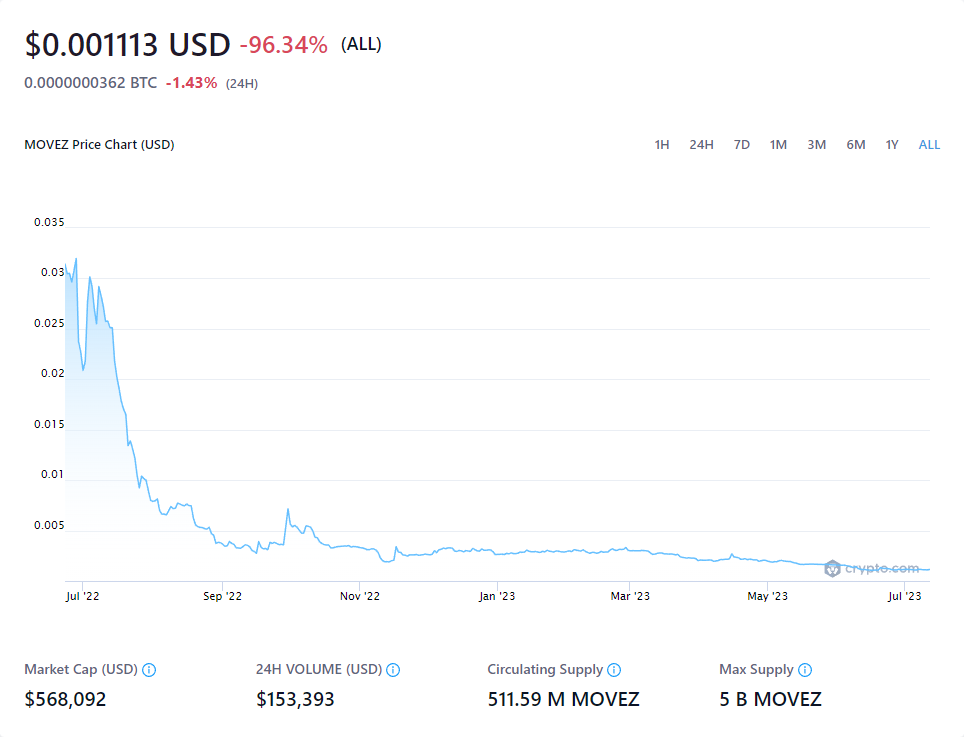 $0.001113 USD -96.34% (ALL)
0.0000000362 BTC -1.43% (24H)
MOVEZ Price Chart (USD) 1H 24H 7D 1M 3M 6M 1Y ALL
0.035
0.03
0.025
0.02
0.015
0.01
0.005
crypto.com
Jul '22 Sep '22 Nov '22 Jan '23 Mar '23 May '23 Jul '23
Market Cap (USD) 24H VOLUME (USD) Circulating Supply Max Supply
$568,092 $153,393 511.59 M MOVEZ 5 B MOVEZ